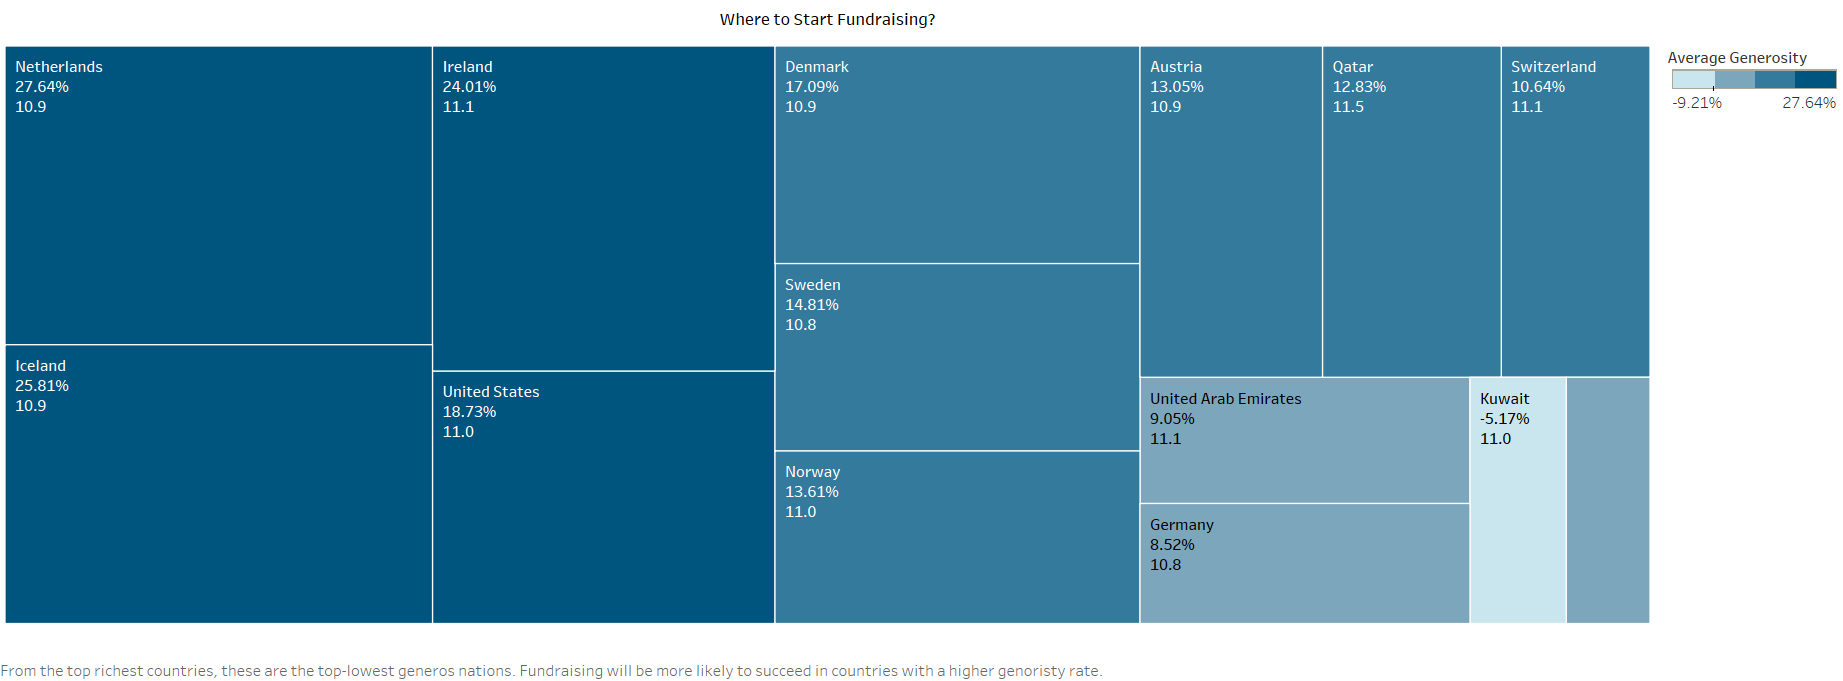 Where to Start Fundraising?
Netherlands
27.64%
10.9
Iceland
25.81%
10.9
Ireland
24.01%
11.1
United States
18.73%
11.0
Denmark
17.09%
10.9
Sweden
14.81%
10.8
Norway
13.61%
11.0
Austria
13.05%
10.9
Qatar
12.83%
11.5
Switzerland
10.64%
11.1
United Arab Emirates
9.05%
11.1
Germany
8.52%
10.8
Kuwait
-5.17%
11.0
Average Generosity
-9.21% 27.64%
From the top richest countries, these are the top-lowest generos nations. Fundraising will be more likely to succeed in countries with a higher genoristy rate.